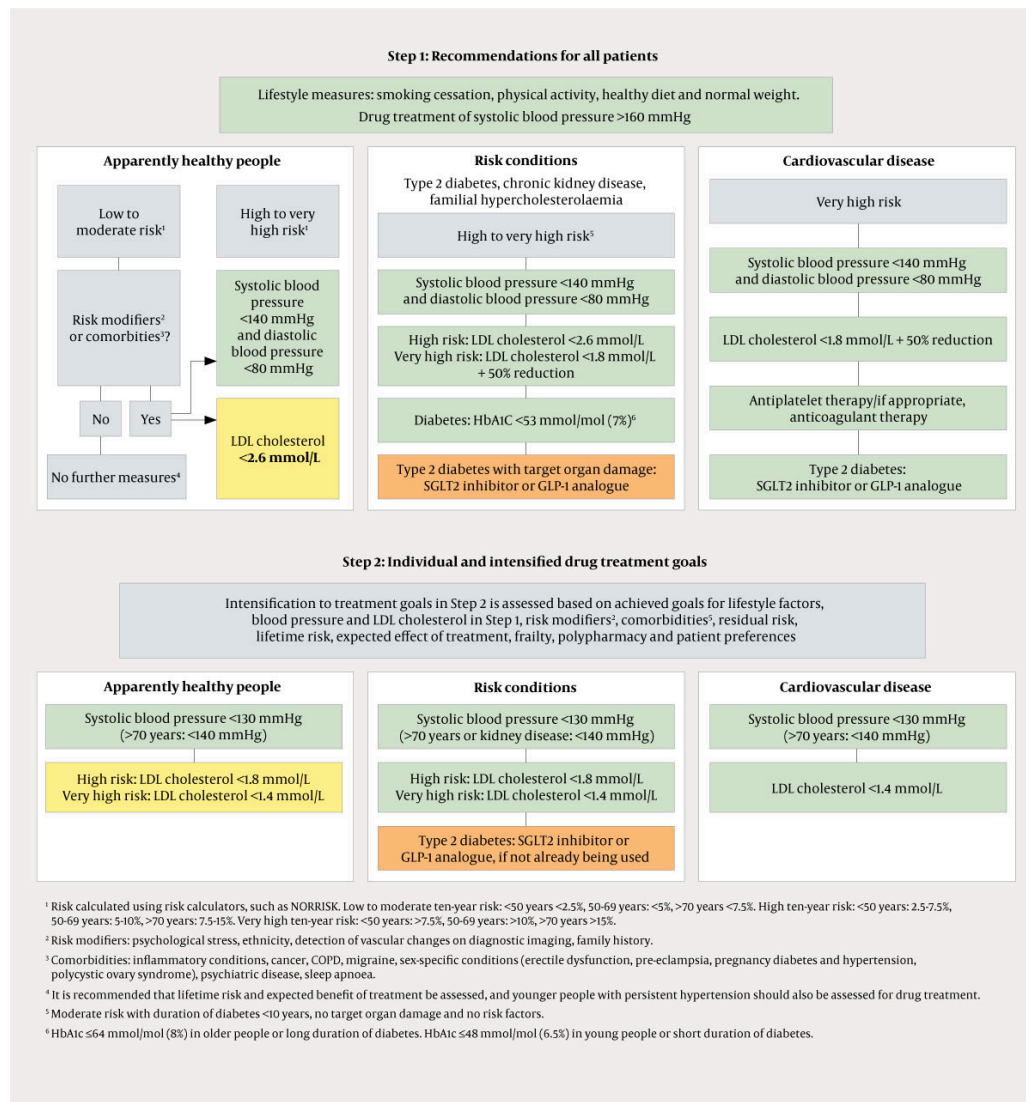 Step 1: Recommendations for all patients
Lifestyle measures: smoking cessation, physical activity, healthy diet and normal weight.
Drug treatment of systolic blood pressure >160 mmHg
Apparently healthy people
Low to
moderate risk¹
High to very
high risk¹
Risk modifiers²
or comorbities³?
Systolic blood
pressure
<140 mmHg
and diastolic
blood pressure
<80 mmHg
No
Yes
LDL cholesterol
<2.6 mmol/L
No further measures⁴
Risk conditions
Type 2 diabetes, chronic kidney disease,
familial hypercholesterolaemia
High to very high risk⁵
Systolic blood pressure <140 mmHg
and diastolic blood pressure <80 mmHg
High risk: LDL cholesterol <2.6 mmol/L
Very high risk: LDL cholesterol <1.8 mmol/L
+ 50% reduction
Diabetes: HbA1C <53 mmol/mol (7%)⁶
Type 2 diabetes with target organ damage:
SGLT2 inhibitor or GLP-1 analogue
Cardiovascular disease
Very high risk
Systolic blood pressure <140 mmHg
and diastolic blood pressure <80 mmHg
LDL cholesterol <1.8 mmol/L + 50% reduction
Antiplatelet therapy/if appropriate,
anticoagulant therapy
Type 2 diabetes:
SGLT2 inhibitor or GLP-1 analogue
Step 2: Individual and intensified drug treatment goals
Intensification to treatment goals in Step 2 is assessed based on achieved goals for lifestyle factors,
blood pressure and LDL cholesterol in Step 1, risk modifiers², comorbidities⁵, residual risk,
lifetime risk, expected effect of treatment, frailty, polypharmacy and patient preferences
Apparently healthy people
Systolic blood pressure <130 mmHg
(>70 years: <140 mmHg)
High risk: LDL cholesterol <1.8 mmol/L
Very high risk: LDL cholesterol <1.4 mmol/L
Risk conditions
Systolic blood pressure <130 mmHg
(>70 years or kidney disease: <140 mmHg)
High risk: LDL cholesterol <1.8 mmol/L
Very high risk: LDL cholesterol <1.4 mmol/L
Type 2 diabetes: SGLT2 inhibitor or
GLP-1 analogue, if not already being used
Cardiovascular disease
Systolic blood pressure <130 mmHg
(>70 years: <140 mmHg)
LDL cholesterol <1.4 mmol/L
¹ Risk calculated using risk calculators, such as NORRISK. Low to moderate ten-year risk: <50 years <2.5%, 50-69 years: <5%, >70 years <7.5%. High ten-year risk: <50 years: 2.5-7.5%,
50-69 years: 5-10%, >70 years: 7.5-15%. Very high ten-year risk: <50 years: >7.5%, 50-69 years: >10%, >70 years >15%.
² Risk modifiers: psychological stress, ethnicity, detection of vascular changes on diagnostic imaging, family history.
³ Comorbidities: inflammatory conditions, cancer, COPD, migraine, sex-specific conditions (erectile dysfunction, pre-eclampsia, pregnancy diabetes and hypertension,
polycystic ovary syndrome), psychiatric disease, sleep apnoea.
⁴ It is recommended that lifetime risk and expected benefit of treatment be assessed, and younger people with persistent hypertension should also be assessed for drug treatment.
⁵ Moderate risk with duration of diabetes <10 years, no target organ damage and no risk factors.
⁶ HbA1c ≤64 mmol/mol (8%) in older people or long duration of diabetes. HbA1c ≤48 mmol/mol (6.5%) in young people or short duration of diabetes.